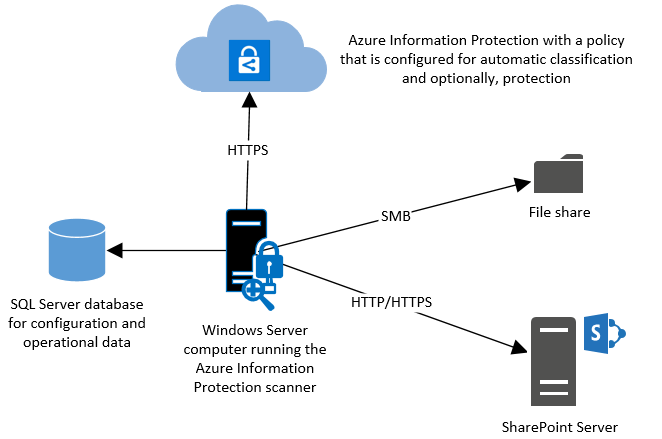 Azure Information Protection with a policy
that is configured for automatic classification
and optionally, protection
HTTPS
SMB
File share
HTTP/HTTPS
SQL Server database
for configuration and
operational data
Windows Server
computer running the
Azure Information
Protection scanner
S
SharePoint Server